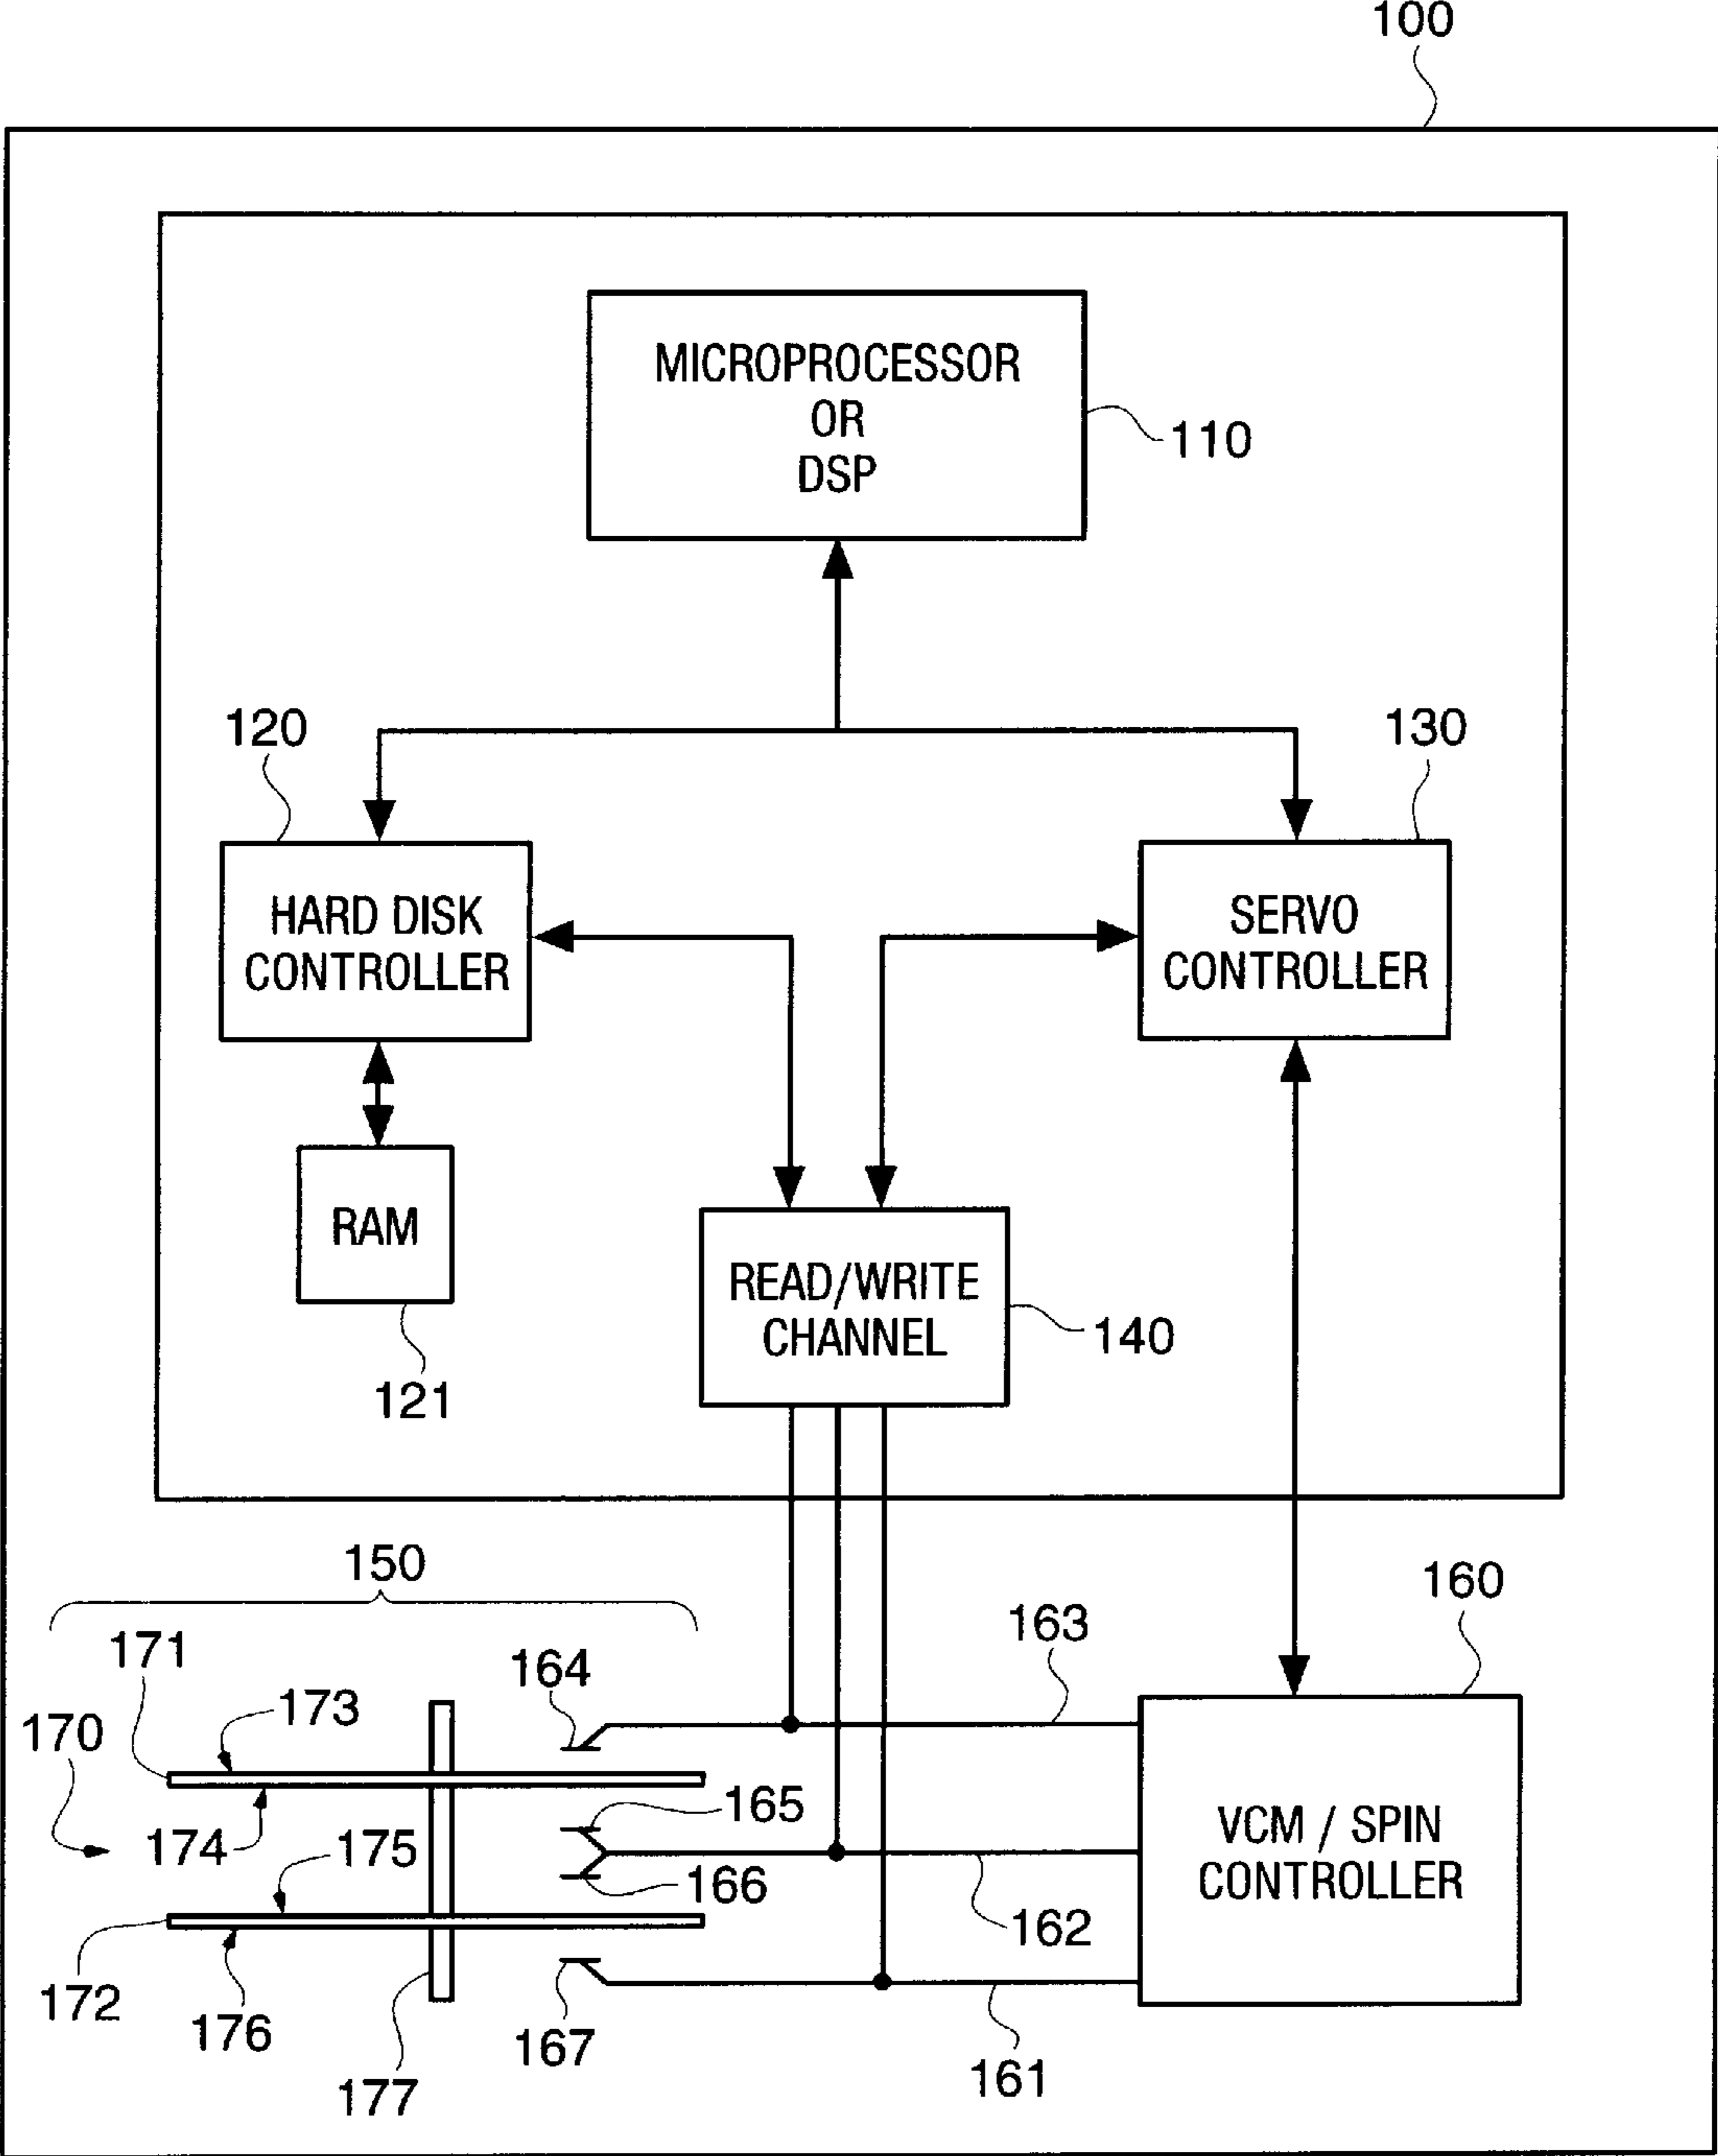 100
MICROPROCESSOR
OR
DSP
110
120
130
HARD DISK
CONTROLLER
SERVO
CONTROLLER
RAM
121
READ/WRITE
CHANNEL
140
150
160
163
171
164
173
170
165
174
175
166
162
VCM / SPIN
CONTROLLER
172
176
167
161
177